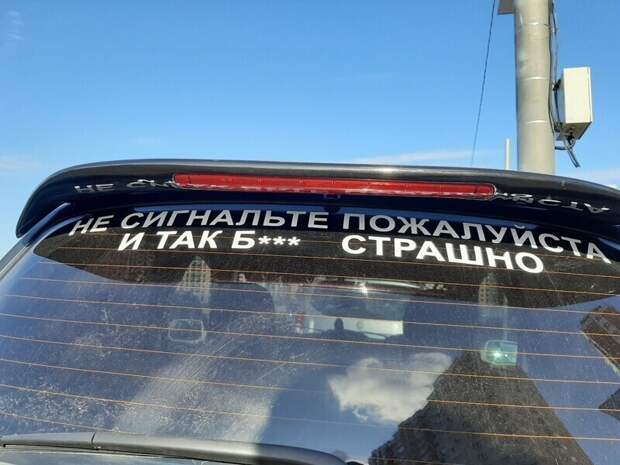 НЕ СИГНАЛЬТЕ ПОЖАЛУЙСТА
И ТАК Б*** СТРАШНО